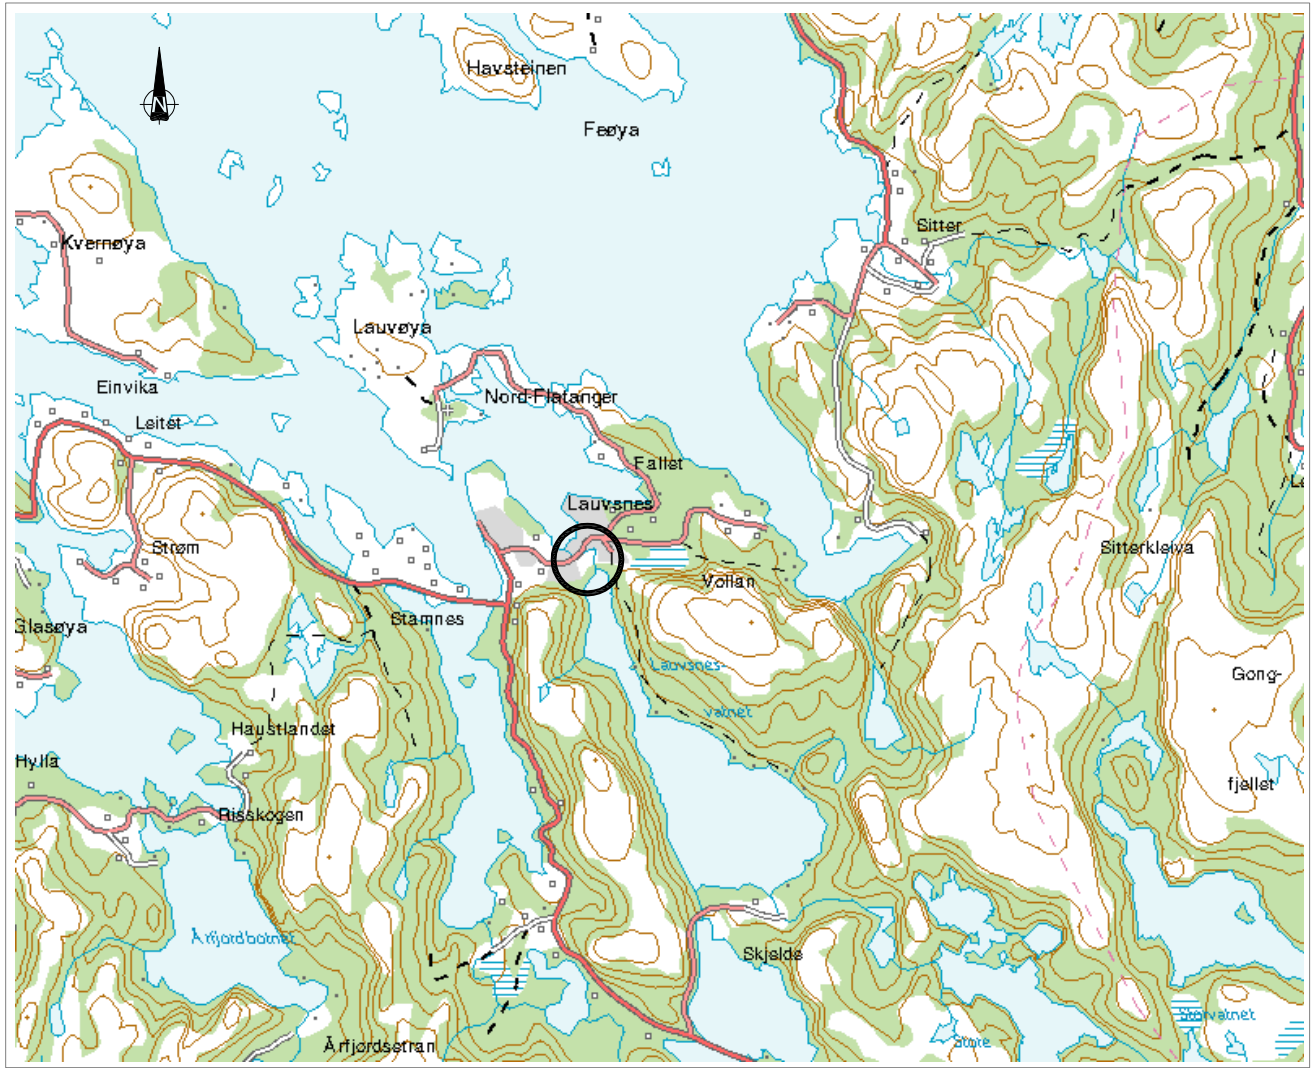 Havsteinen
Feøya
N
Sitter
Kvernøya
Lauvøya
Einvika
Nord-Flatanger
Leitet
Fallet
Lauvsnes
Strøm
Sitterkleiva
Vollan
Stamnes
Glasøya
Lauvsnes-
vatnet
Gong-
fjellet
Haustlandet
Hylla
Risskogen
Årfjordbotnet
Skjelde
Storvatnet
Store
Årfjordsetran